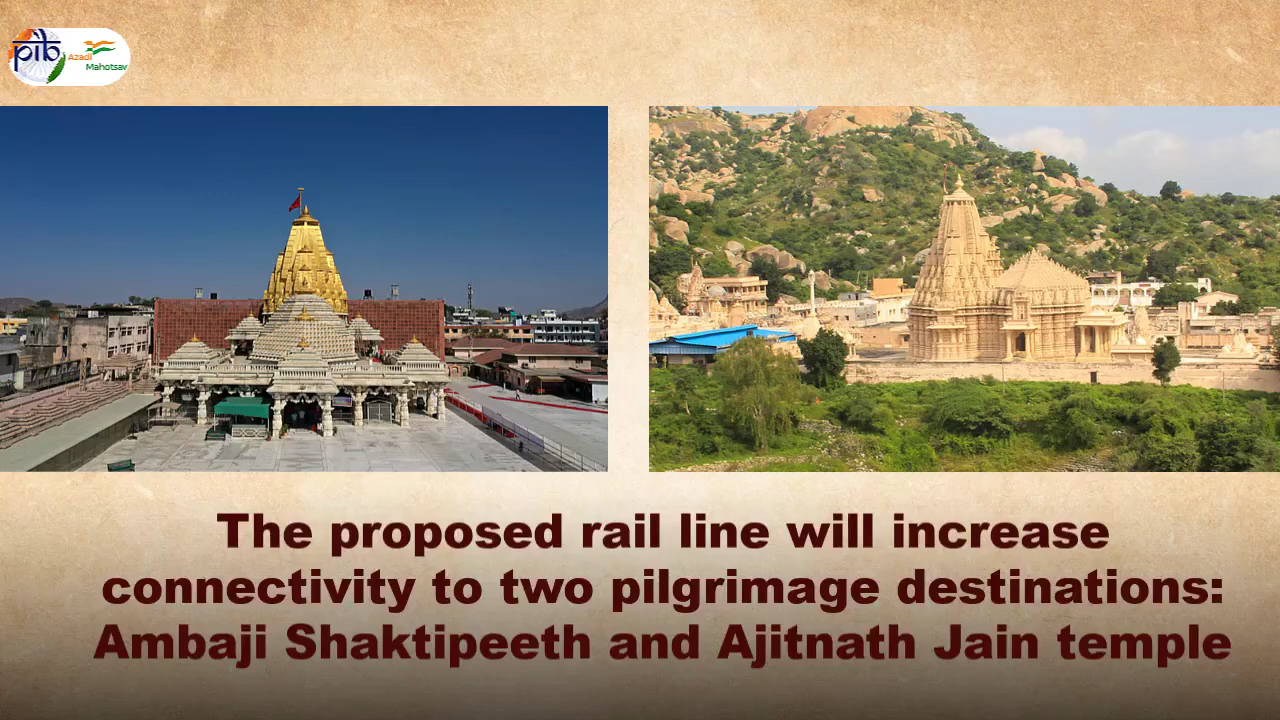 pib
Azadi
Mahotsav
The proposed rail line will increase
connectivity to two pilgrimage destinations:
Ambaji Shaktipeeth and Ajitnath Jain temple